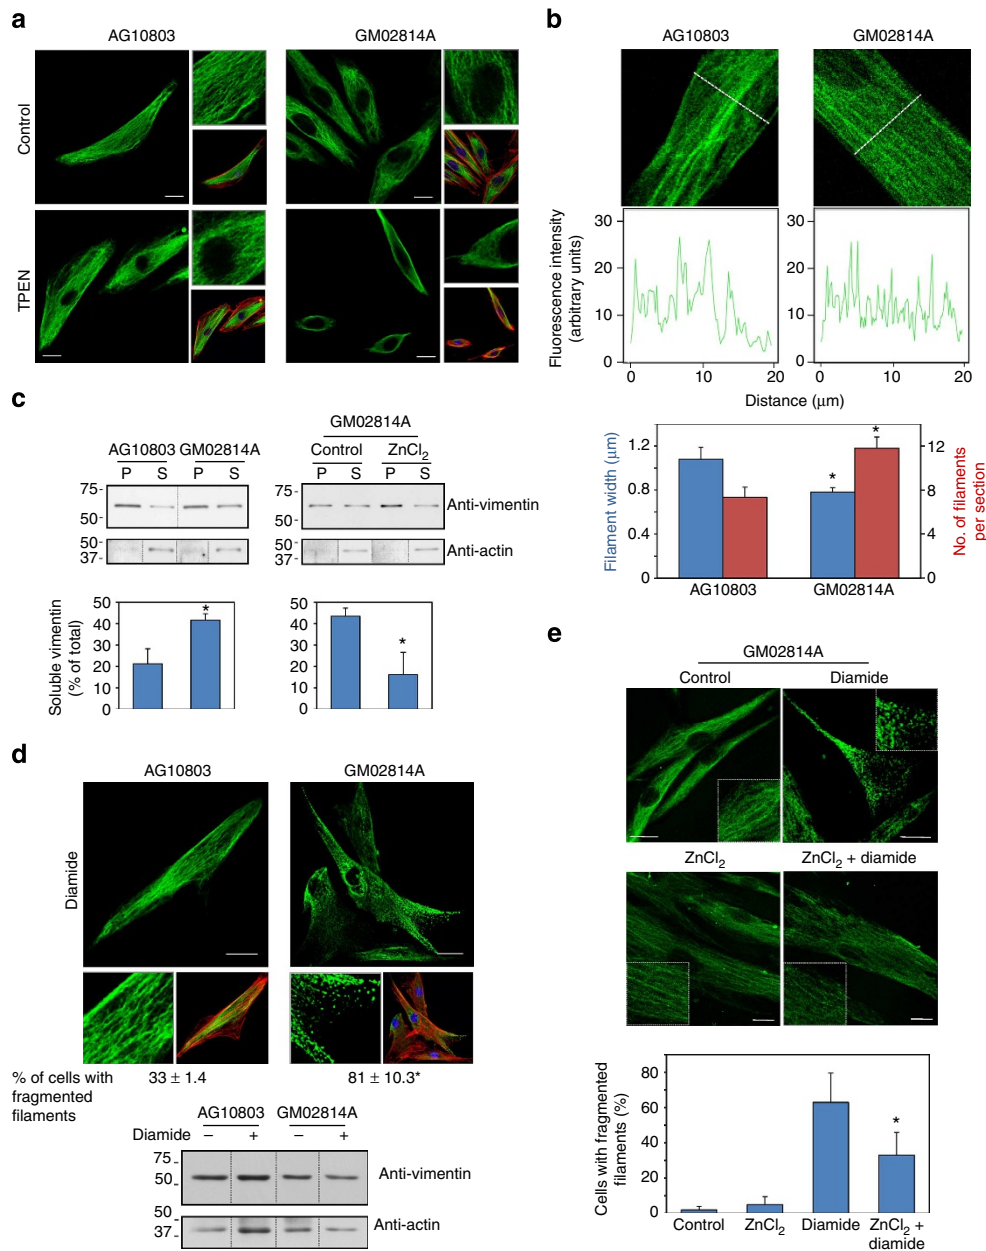 a
AG10803
GM02814A
Control
TPEN
b
AG10803
GM02814A
Fluorescence intensity
(arbitrary units)
30
20
10
0
30
20
10
0
0
10
20
0
10
20
Distance (μm)
Filament width (μm)
1.2
0.8
0.4
0
*
*
12
8
4
0
No. of filaments
per section
AG10803
GM02814A
c
AG10803 GM02814A
P S P S
75-
50-
50-
37-
GM02814A
Control ZnCl2
P S P S
75-
50-
50-
37-
Anti-vimentin
Anti-actin
Soluble vimentin
(% of total)
50
40
30
20
10
0
*
50
40
30
20
10
0
*
d
AG10803
GM02814A
Diamide
% of cells with
fragmented
filaments
33 ± 1.4
81 ± 10.3*
AG10803 GM02814A
Diamide – + – +
75-
50-
Anti-vimentin
50-
37-
Anti-actin
e
GM02814A
Control
Diamide
ZnCl2
ZnCl2 + diamide
Cells with fragmented
filaments (%)
80
60
40
20
0
*
Control
ZnCl2
Diamide
ZnCl2 +
diamide